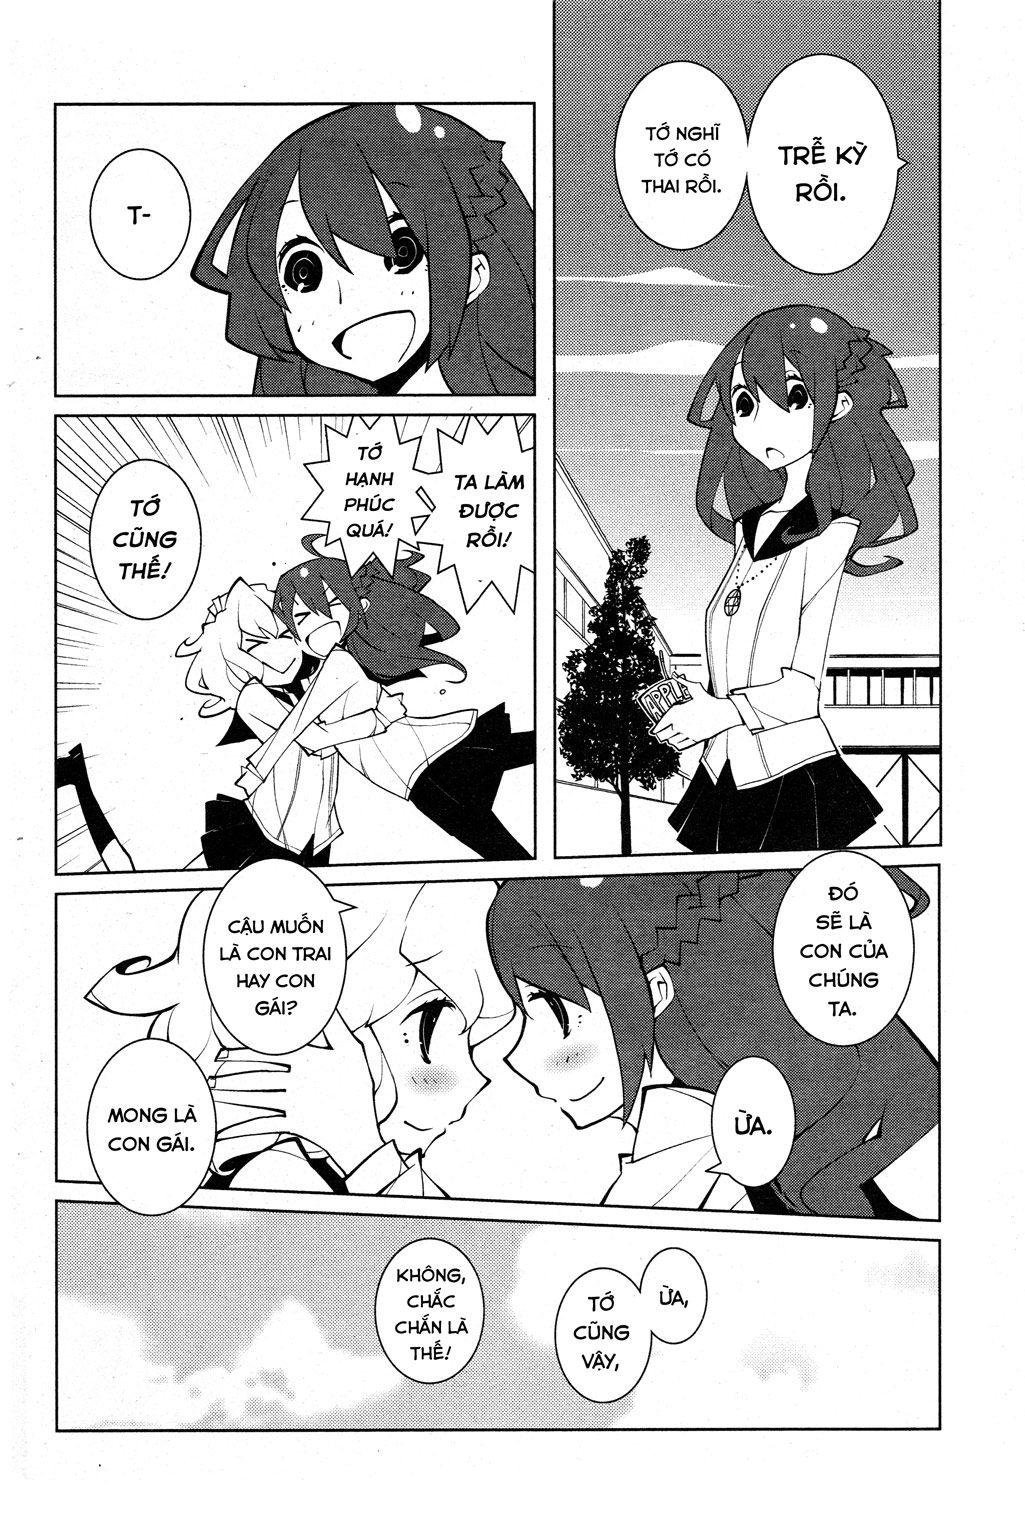 TRỄ KỲ
RỒI.
TỚ NGHĨ
TỚ CÓ
THAI RỒI.
APPLE
T-
TA LÀM
ĐƯỢC
RỒI!
TỚ
HẠNH
PHÚC
QUÁ!
TỚ
CŨNG
THẾ!
ĐÓ
SẼ LÀ
CON CỦA
CHÚNG
TA.
ỪA.
CẬU MUỐN
LÀ CON TRAI
HAY CON
GÁI?
MONG LÀ
CON GÁI.
ỪA,
TỚ
CŨNG
VẬY,
KHÔNG,
CHẮC
CHẮN LÀ
THẾ!